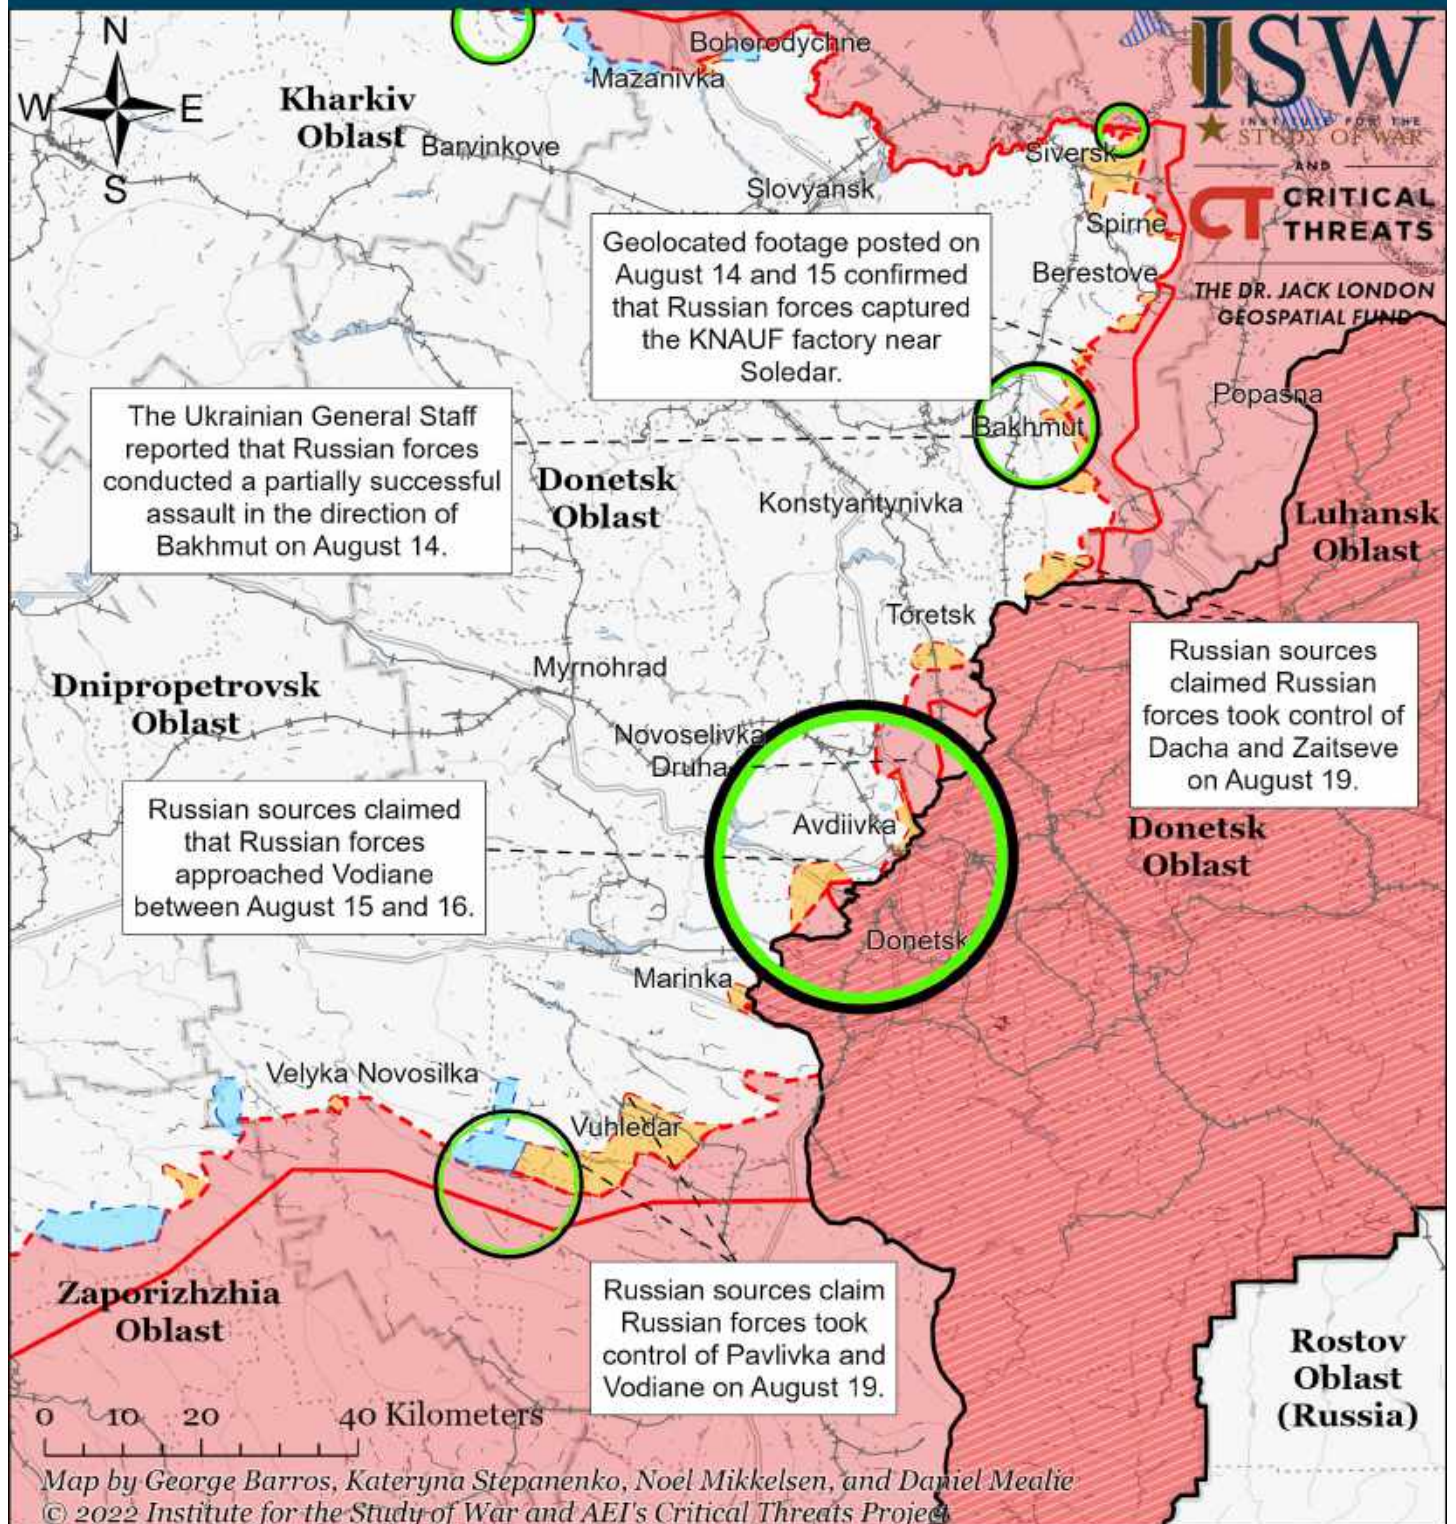 N
W
E
S
Kharkiv
Oblast
Barvinkove
Mazanivka
Bohorodychne
Slovyansk
Siversk
Spirne
Berestove
ISW
INSTITUTE FOR THE
STUDY OF WAR
AND
CT CRITICAL
THREATS
THE DR. JACK LONDON
GEOSPATIAL FUND
Geolocated footage posted on
August 14 and 15 confirmed
that Russian forces captured
the KNAUF factory near
Soledar.
Popasna
The Ukrainian General Staff
reported that Russian forces
conducted a partially successful
assault in the direction of
Bakhmut on August 14.
Bakhmut
Donetsk
Oblast
Konstyantynivka
Luhansk
Oblast
Toretsk
Russian sources
claimed Russian
forces took control of
Dacha and Zaitseve
on August 19.
Dnipropetrovsk
Oblast
Myrnohrad
Novoselivka
Druha
Russian sources claimed
that Russian forces
approached Vodiane
between August 15 and 16.
Avdiivka
Donetsk
Oblast
Donetsk
Marinka
Velyka Novosilka
Vuhledar
Zaporizhzhia
Oblast
Russian sources claim
Russian forces took
control of Pavlivka and
Vodiane on August 19.
Rostov
Oblast
(Russia)
0 10 20 40 Kilometers
Map by George Barros, Kateryna Stepanenko, Noel Mikkelsen, and Daniel Mealie
© 2022 Institute for the Study of War and AEI's Critical Threats Project